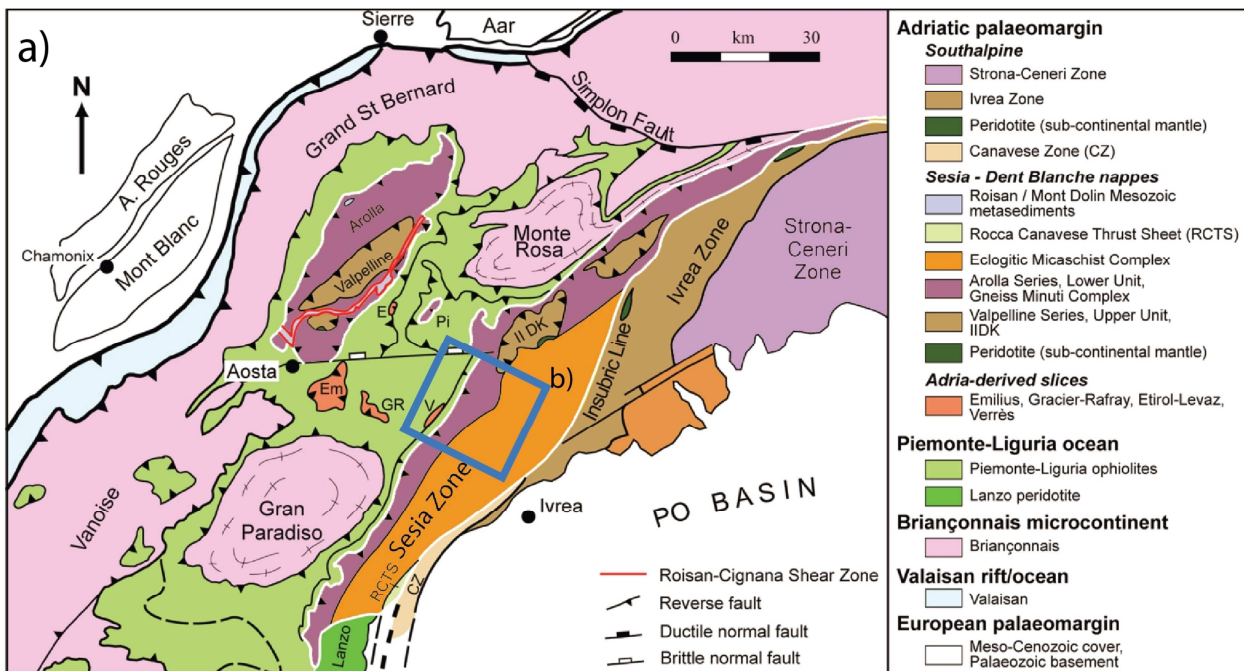 a)
Sierre
Aar
0 30
km
N
Grand St Bernard
Simplon Fault
A. Rouges
Chamonix
Mont Blanc
Arolla
Valpelline
Monte
Rosa
Strona-
Ceneri
Zone
Ivrea Zone
E
Pi
II DK
Insubric Line
Aosta
Em
GR
V
b)
Vanoise
Gran
Paradiso
Sesia Zone
Ivrea
PO BASIN
RCTS
CZ
Lanzo
Roisan-Cignana Shear Zone
Reverse fault
Ductile normal fault
Brittle normal fault
Adriatic palaeomargin
Southalpine
Strona-Ceneri Zone
Ivrea Zone
Peridotite (sub-continental mantle)
Canavese Zone (CZ)
Sesia - Dent Blanche nappes
Roisan / Mont Dolin Mesozoic
metasediments
Rocca Canavese Thrust Sheet (RCTS)
Eclogitic Micaschist Complex
Arolla Series, Lower Unit,
Gneiss Minuti Complex
Valpelline Series, Upper Unit,
IIDK
Peridotite (sub-continental mantle)
Adria-derived slices
Emilius, Gracier-Rafray, Etirol-Levaz,
Verrès
Piemonte-Liguria ocean
Piemonte-Liguria ophiolites
Lanzo peridotite
Briançonnais microcontinent
Briançonnais
Valaisan rift/ocean
Valaisan
European palaeomargin
Meso-Cenozoic cover,
Palaeozoic basement